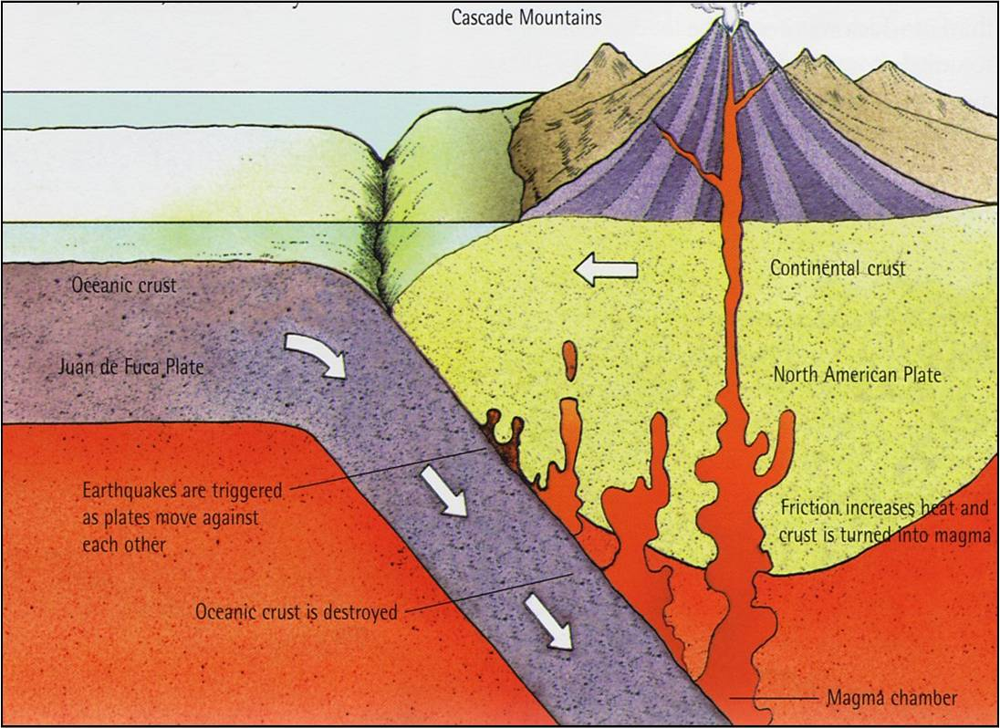 Cascade Mountains
Oceanic crust
Continental crust
Juan de Fuca Plate
North American Plate
Earthquakes are triggered
as plates move against
each other
Friction increases heat and
crust is turned into magma
Oceanic crust is destroyed
Magma chamber